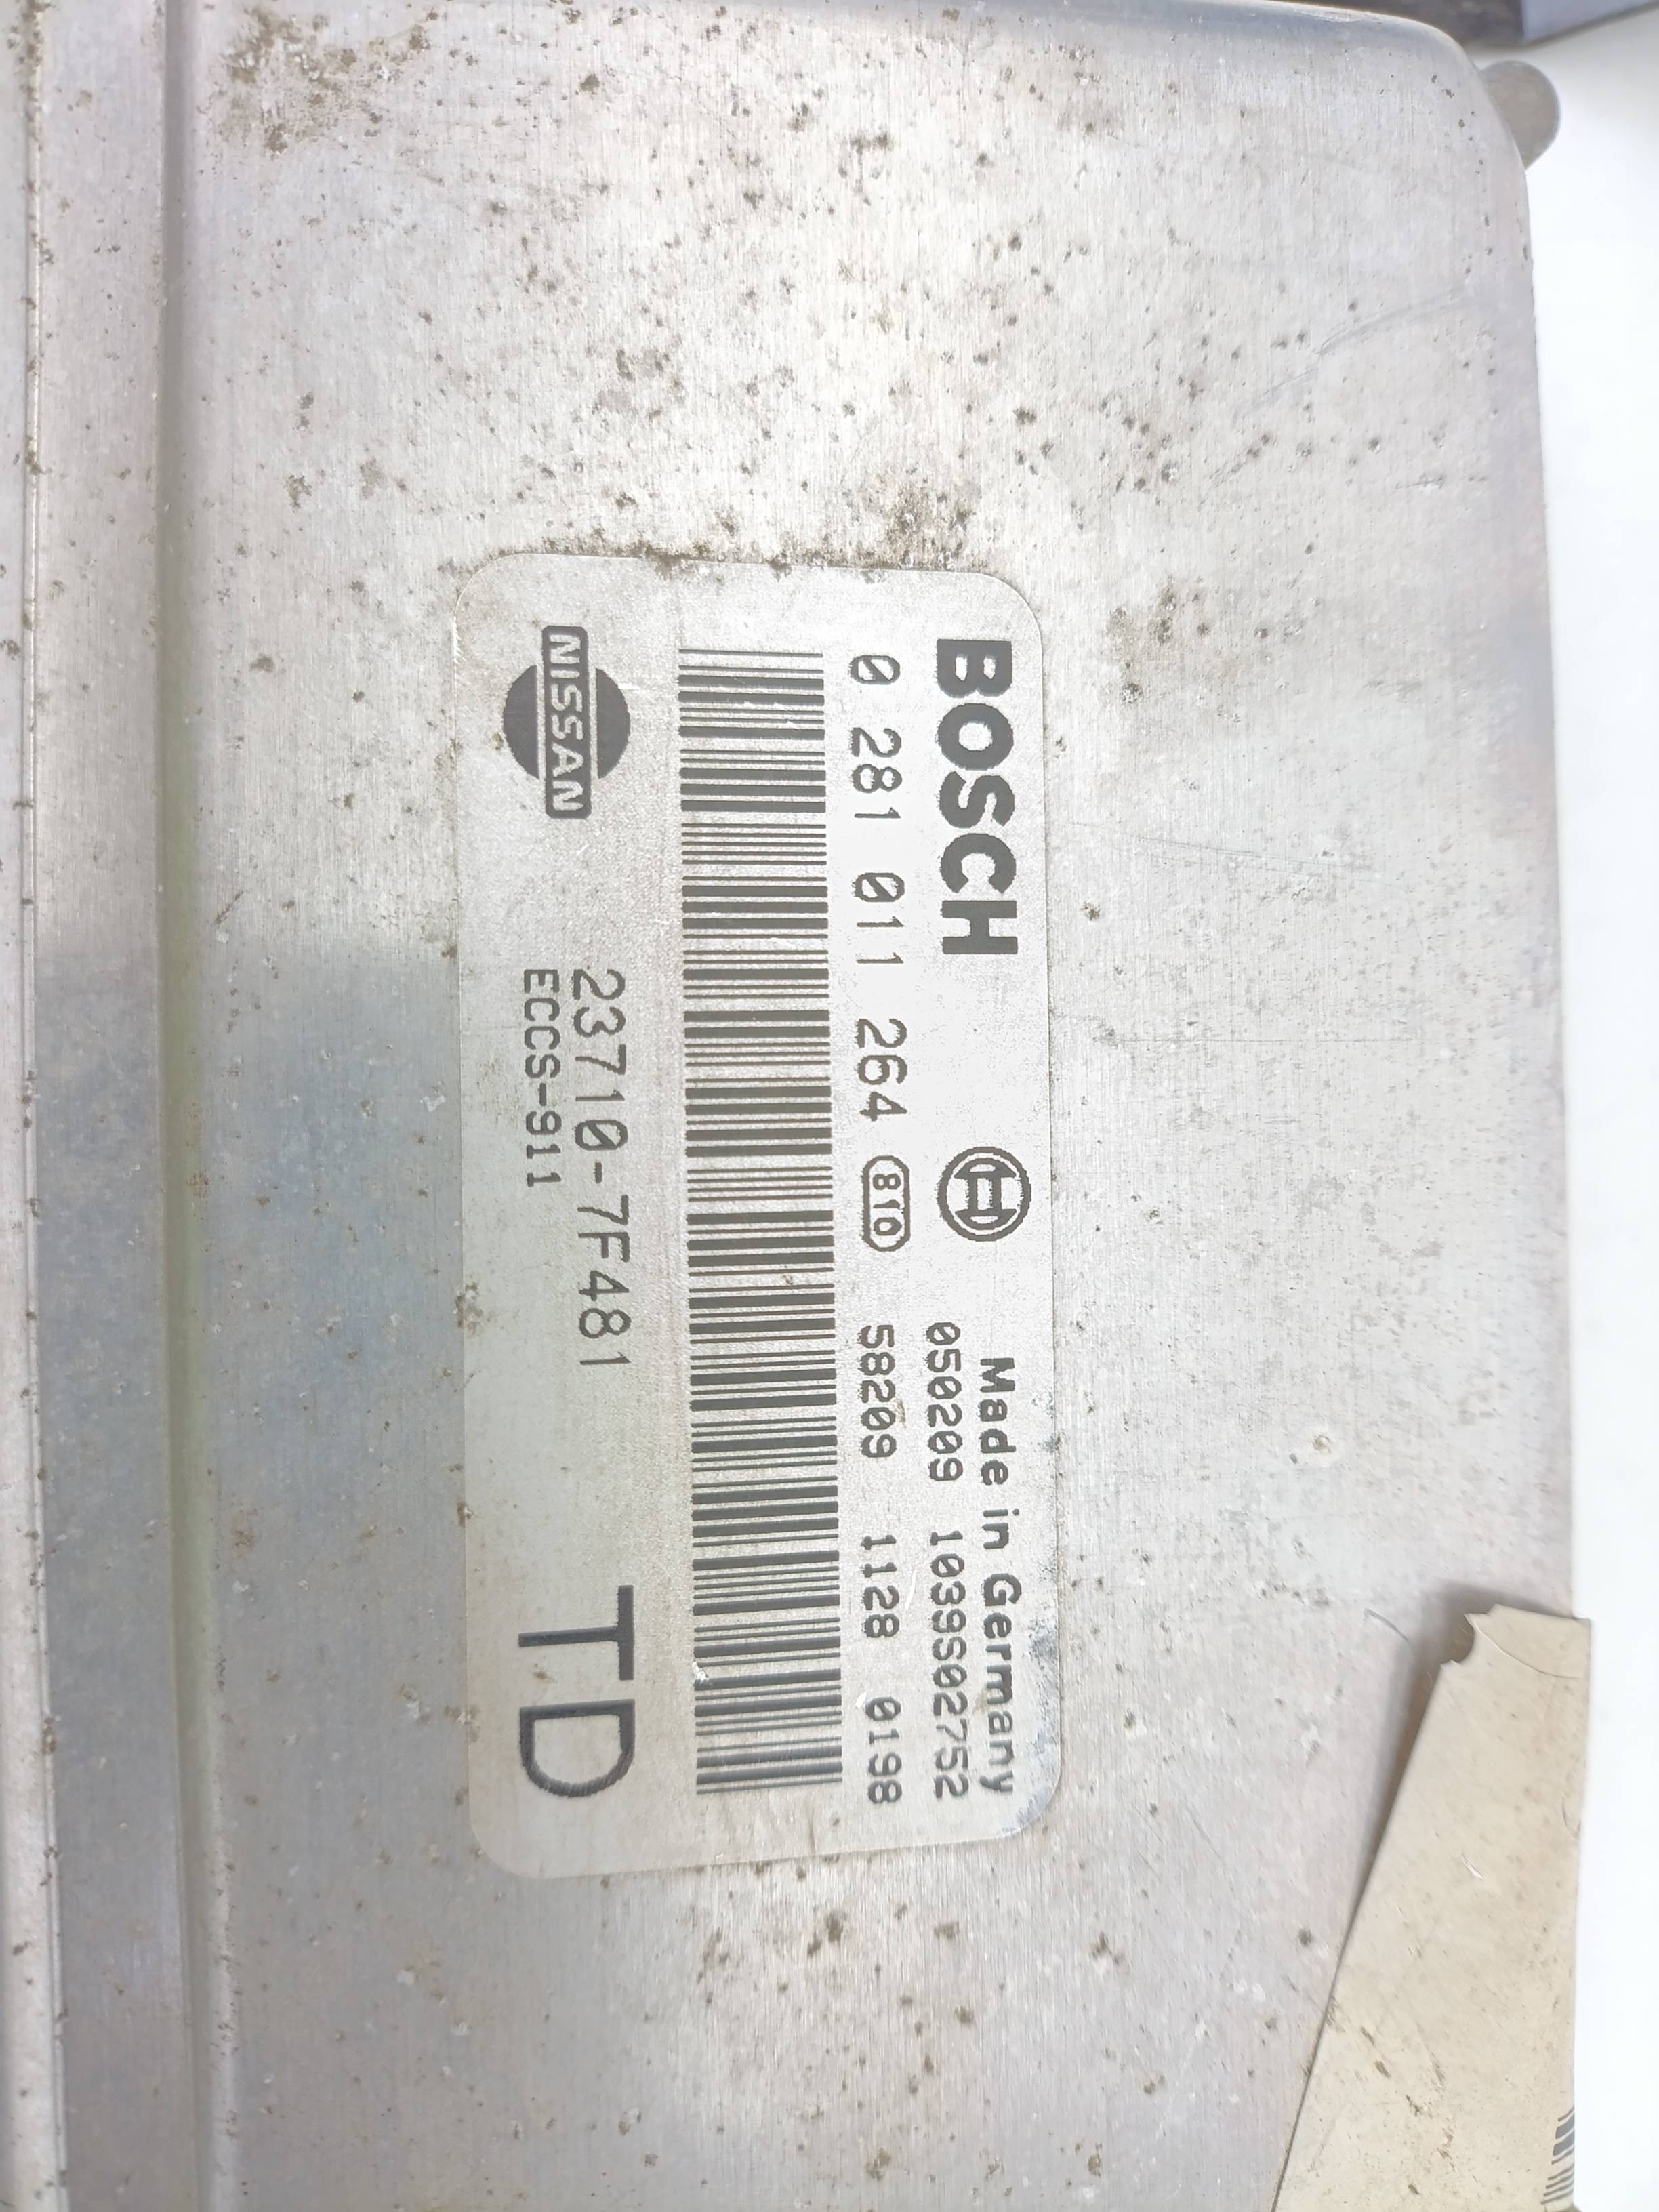 BOSCH
Made in Germany
050209 1039S02752
0 281 011 264 810 58209 1128 0198
NISSAN
23710-7F481
ECCS-911
TD